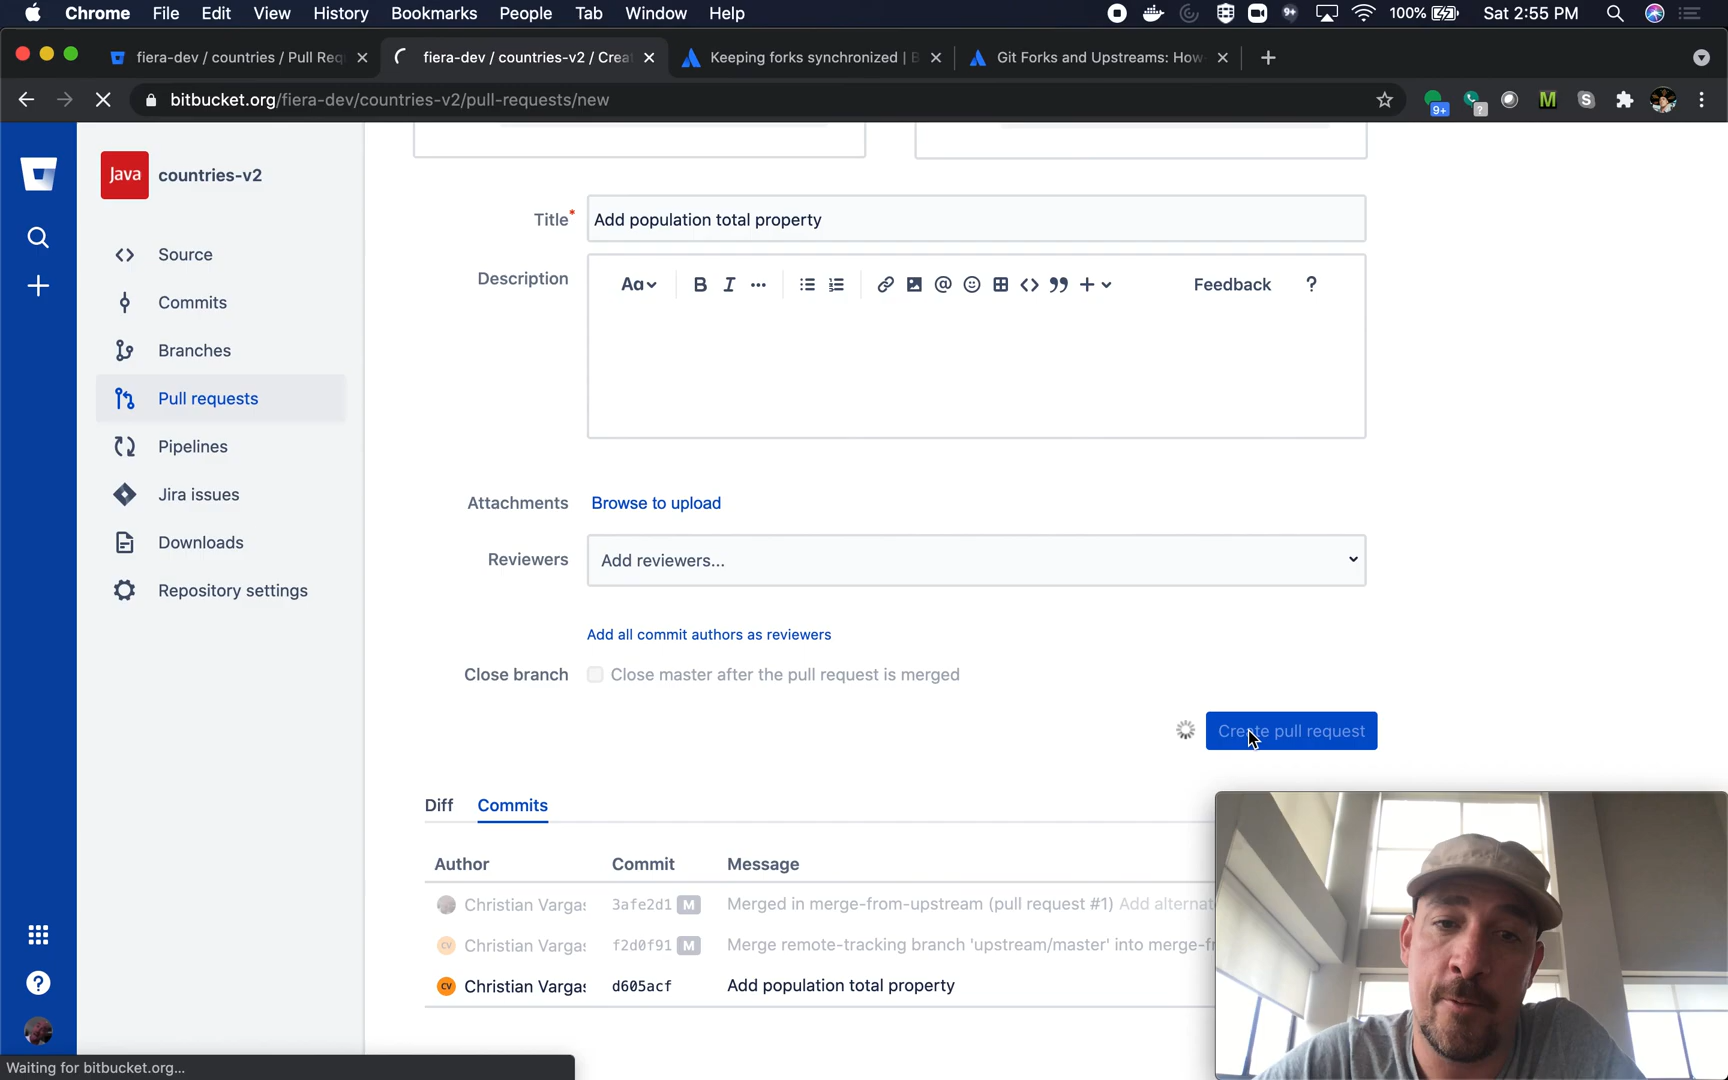 Chrome File Edit View History Bookmarks People Tab Window Help 100% Sat 2:55 PM
fiera-dev / countries / Pull Req fiera-dev / countries-v2 / Crea Keeping forks synchronized | B Git Forks and Upstreams: How
bitbucket.org/fiera-dev/countries-v2/pull-requests/new
9+
?
M
S
Java countries-v2
Source
Commits
Branches
Pull requests
Pipelines
Jira issues
Downloads
Repository settings
Title* Add population total property
Description Aa B I Feedback ?
Attachments Browse to upload
Reviewers Add reviewers...
Add all commit authors as reviewers
Close branch Close master after the pull request is merged
Create pull request
Diff Commits
Author Commit Message
Christian Vargas 3afe2d1 M Merged in merge-from-upstream (pull request #1) Add alternat
CV Christian Vargas f2d0f91 M Merge remote-tracking branch 'upstream/master' into merge-fr
CV Christian Vargas d605acf Add population total property
Waiting for bitbucket.org...